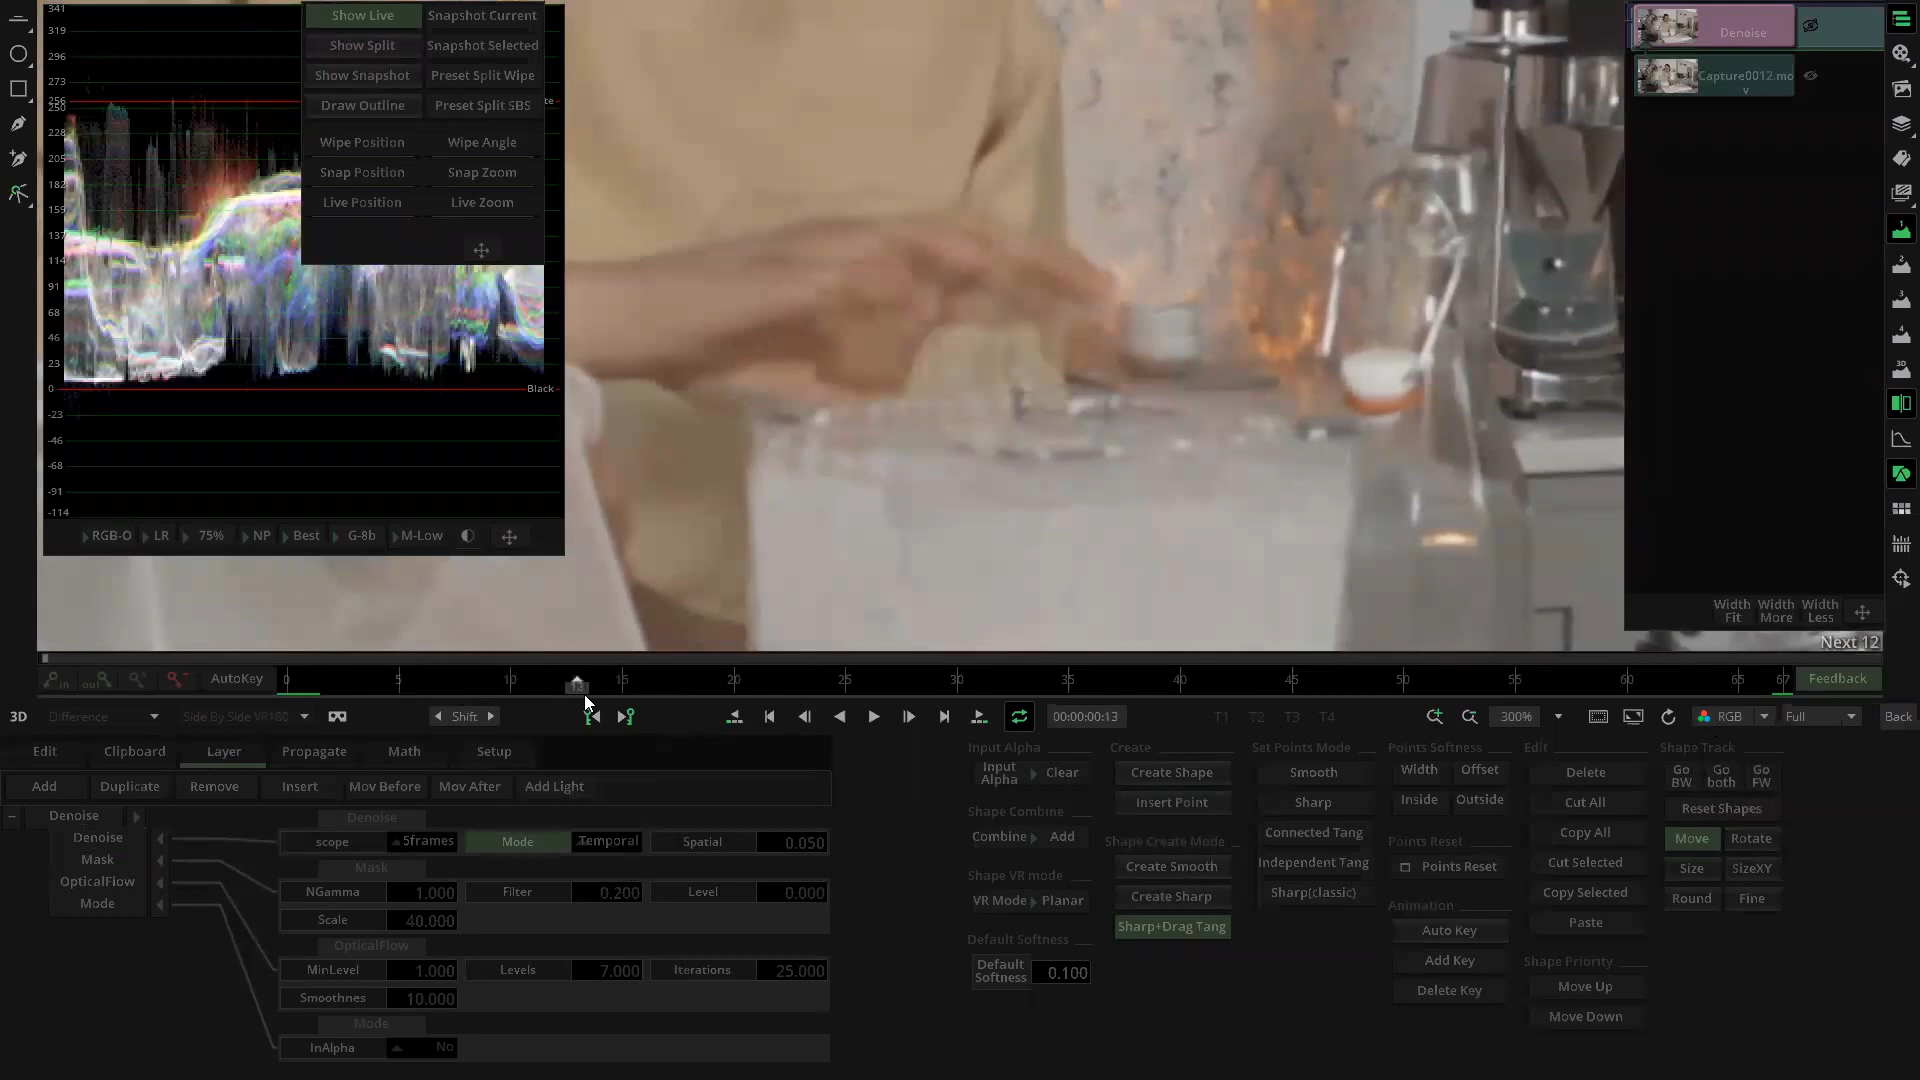 341
319
296
273
256
250
228
205
182
159
137
114
91
68
46
23
0
Black
-23
-46
-68
-91
-114
Show Live Snapshot Current
Show Split Snapshot Selected
Show Snapshot Preset Split Wipe
Draw Outline Preset Split SBS
Wipe Position Wipe Angle
Snap Position Snap Zoom
Live Position Live Zoom
RGB-O LR 75% NP Best G-8b M-Low
Denoise
Capture0012.mo
v
Width Fit Width More Width Less
Next 12
in out AutoKey 0 5 10 13 15 20 25 30 35 40 45 50 55 60 65 67 Feedback
3D Difference Side By Side VR180 Shift 00:00:00:13 T1 T2 T3 T4 300% RGB Full Back
Edit Clipboard Layer Propagate Math Setup
Add Duplicate Remove Insert Mov Before Mov After Add Light
Denoise
Denoise
Mask
OpticalFlow
Mode
Denoise
scope 5frames Mode Temporal Spatial 0.050
Mask
NGamma 1.000 Filter 0.200 Level 0.000
Scale 40.000
OpticalFlow
MinLevel 1.000 Levels 7.000 Iterations 25.000
Smoothnes 10.000
Mode
InAlpha No
Input Alpha
Input Alpha Clear
Shape Combine
Combine Add
Shape VR mode
VR Mode Planar
Default Softness
Default Softness 0.100
Create
Create Shape
Insert Point
Shape Create Mode
Create Smooth
Create Sharp
Sharp+Drag Tang
Set Points Mode
Smooth
Sharp
Connected Tang
Independent Tang
Sharp(classic)
Points Softness
Width Offset
Inside Outside
Points Reset
Points Reset
Animation
Auto Key
Add Key
Delete Key
Edit
Delete
Cut All
Copy All
Cut Selected
Copy Selected
Paste
Shape Priority
Move Up
Move Down
Shape Track
Go BW Go both Go FW
Reset Shapes
Move Rotate
Size SizeXY
Round Fine
1
2
3
4
3D